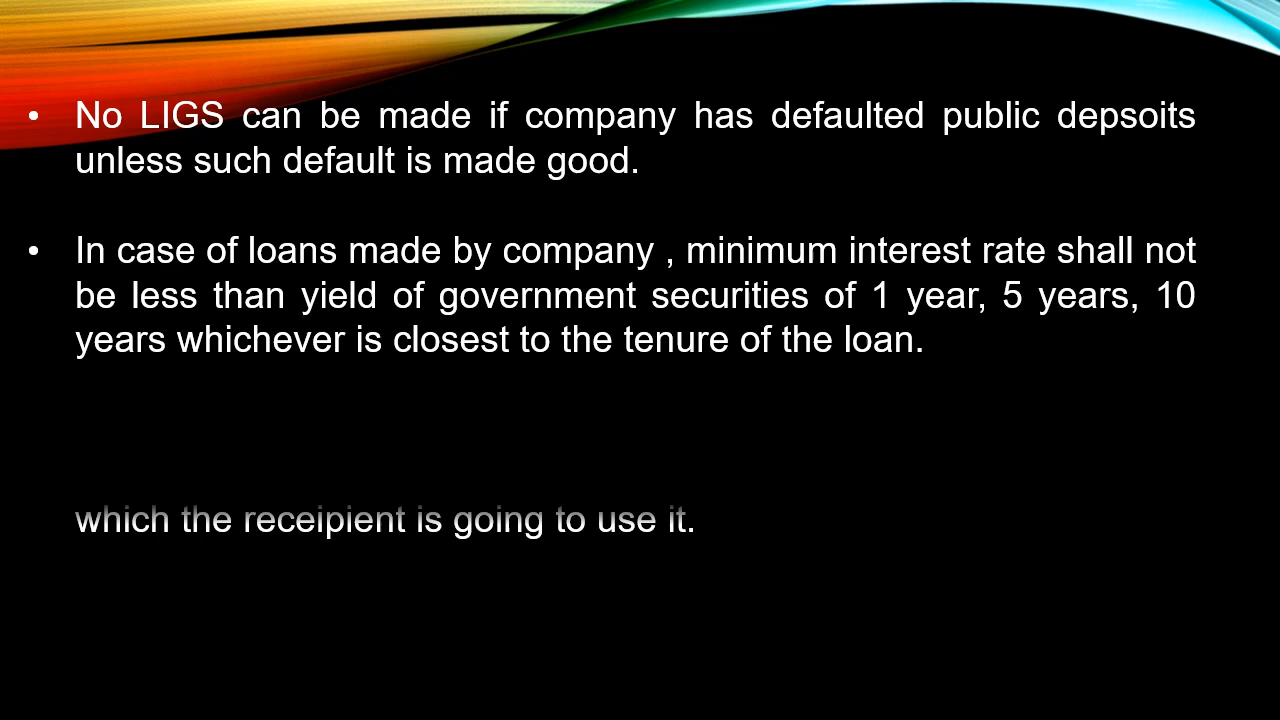 • No LIGS can be made if company has defaulted public depsoits
unless such default is made good.
• In case of loans made by company , minimum interest rate shall not
be less than yield of government securities of 1 year, 5 years, 10
years whichever is closest to the tenure of the loan.
which the receipient is going to use it.